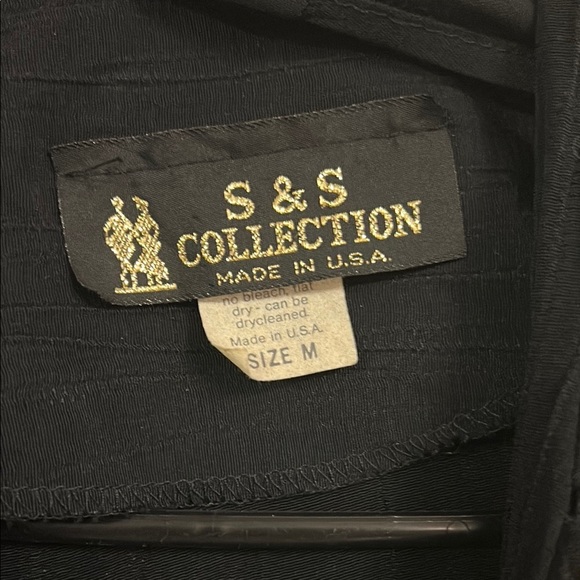 S & S
COLLECTION
MADE IN U.S.A.
no bleach, flat
dry - can be
drycleaned.
Made in U.S.A.
SIZE M